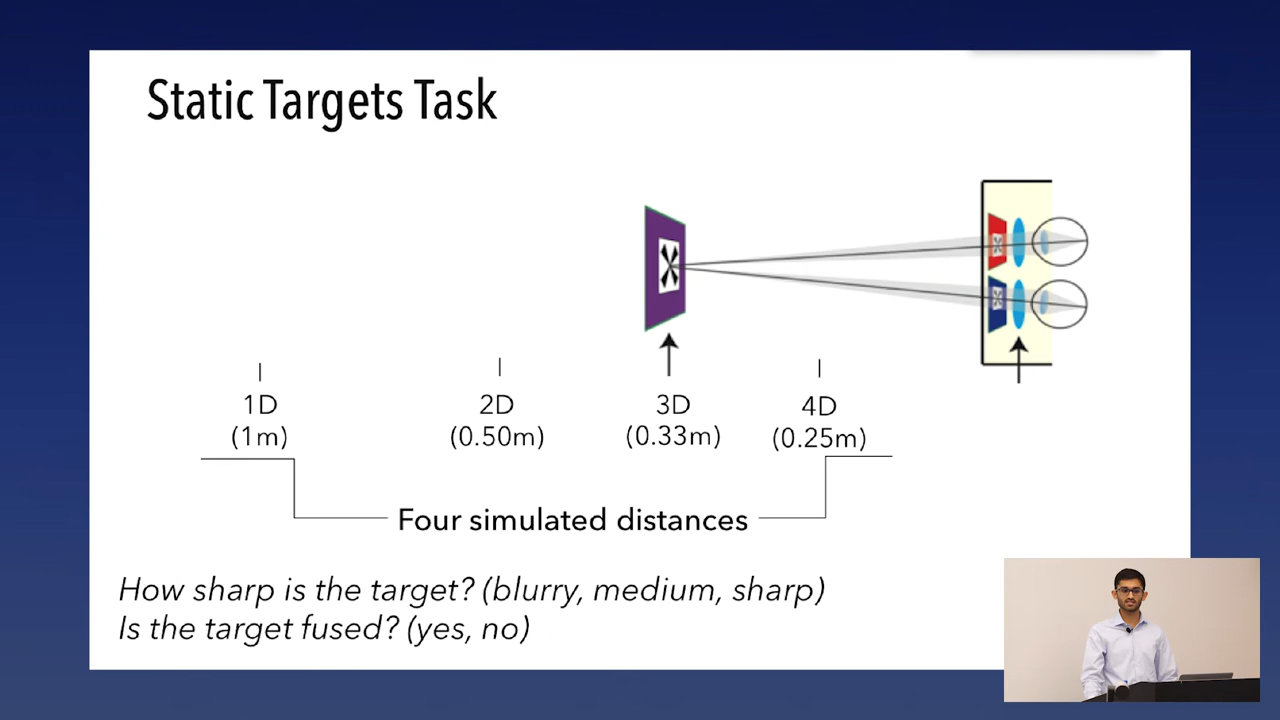 Static Targets Task
1D
(1m)
2D
(0.50m)
3D
(0.33m)
4D
(0.25m)
Four simulated distances
How sharp is the target? (blurry, medium, sharp)
Is the target fused? (yes, no)